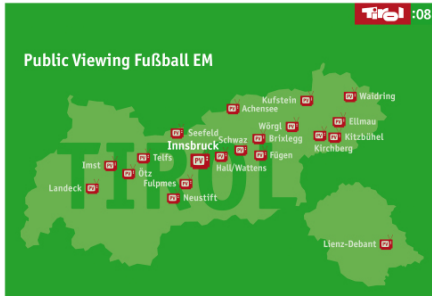 Tirol :08
Public Viewing Fußball EM
Kufstein
Waidring
Achensee
Wörgl
Ellmau
Seefeld
Schwaz
Brixlegg
Kitzbühel
Innsbruck
Kirchberg
Telfs
Imst
Hall/Wattens
Fügen
Ötz
Landeck
Fulpmes
Neustift
TIROL
Lienz-Debant
PV